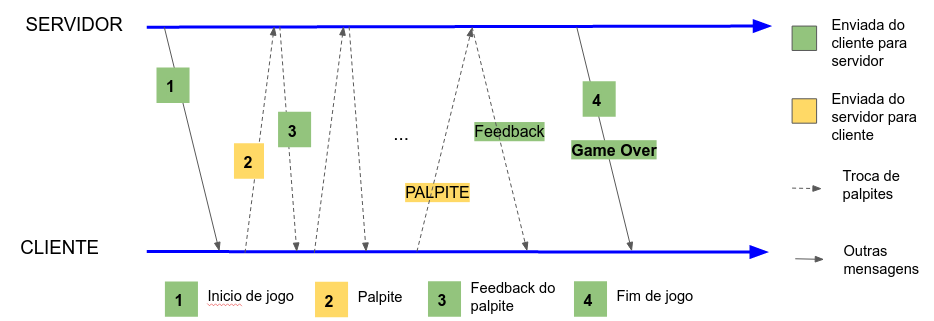 SERVIDOR
1
2
3
...
PALPITE
Feedback
4
Game Over
CLIENTE
Enviada do
cliente para
servidor
Enviada do
servidor para
cliente
Troca de
palpites
Outras
mensagens
1 Inicio de jogo
2 Palpite
3 Feedback do
palpite
4 Fim de jogo